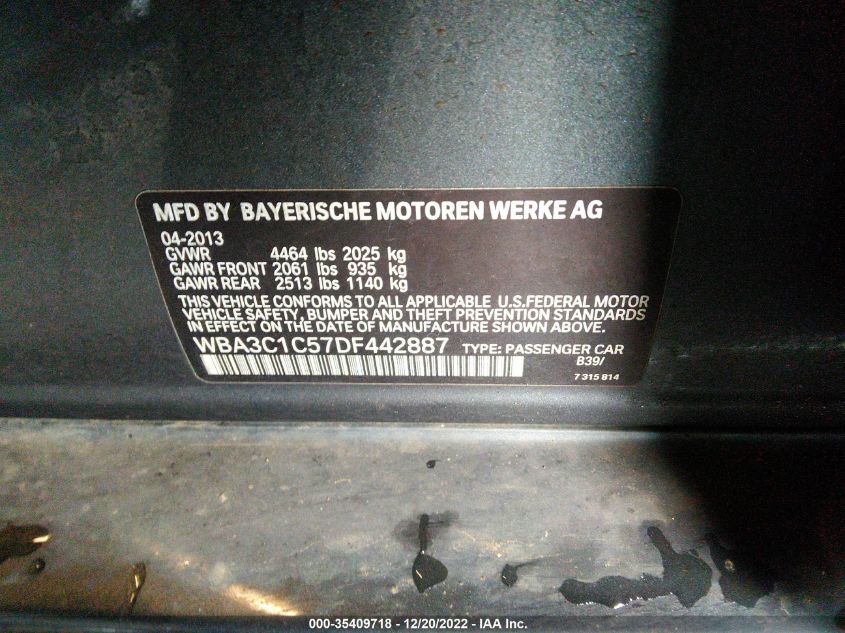 MFD BY BAYERISCHE MOTOREN WERKE AG
04-2013
GVWR 4464 lbs 2025 kg
GAWR FRONT 2061 lbs 935 kg
GAWR REAR 2513 lbs 1140 kg
THIS VEHICLE CONFORMS TO ALL APPLICABLE U.S.FEDERAL MOTOR
VEHICLE SAFETY, BUMPER AND THEFT PREVENTION STANDARDS
IN EFFECT ON THE DATE OF MANUFACTURE SHOWN ABOVE.
WBA3C1C57DF442887 TYPE: PASSENGER CAR
B39/
7 315 814
000-35409718 - 12/20/2022 - IAA Inc.